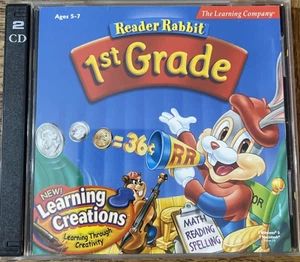 2
CD
Ages 5-7
The Learning Company
Reader Rabbit
1st Grade
=36¢
RR
NEW!
Learning
Creations
Learning Through
Creativity
MATH
READING
SPELLING